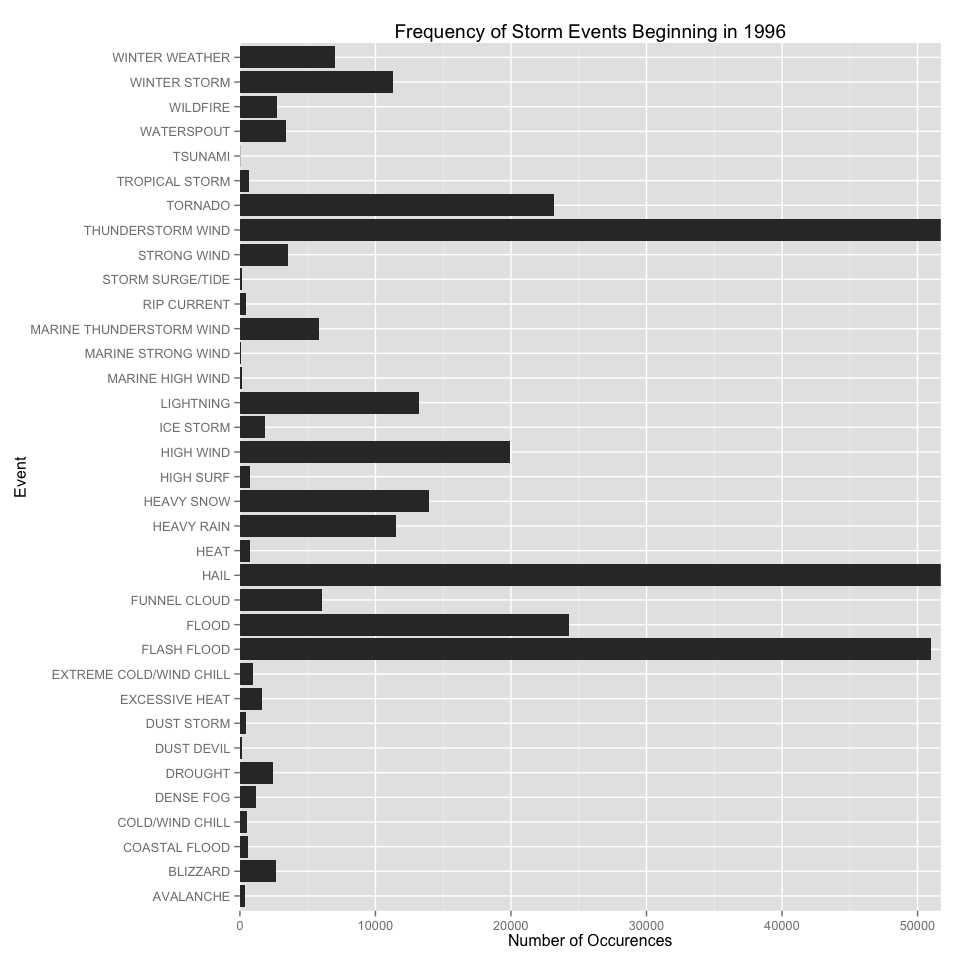 Frequency of Storm Events Beginning in 1996
WINTER WEATHER
WINTER STORM
WILDFIRE
WATERSPOUT
TSUNAMI
TROPICAL STORM
TORNADO
THUNDERSTORM WIND
STRONG WIND
STORM SURGE/TIDE
RIP CURRENT
MARINE THUNDERSTORM WIND
MARINE STRONG WIND
MARINE HIGH WIND
LIGHTNING
ICE STORM
HIGH WIND
HIGH SURF
HEAVY SNOW
HEAVY RAIN
HEAT
HAIL
FUNNEL CLOUD
FLOOD
FLASH FLOOD
EXTREME COLD/WIND CHILL
EXCESSIVE HEAT
DUST STORM
DUST DEVIL
DROUGHT
DENSE FOG
COLD/WIND CHILL
COASTAL FLOOD
BLIZZARD
AVALANCHE
Event
0 10000 20000 30000 40000 50000
Number of Occurences